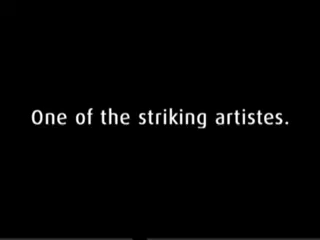 One of the striking artistes.